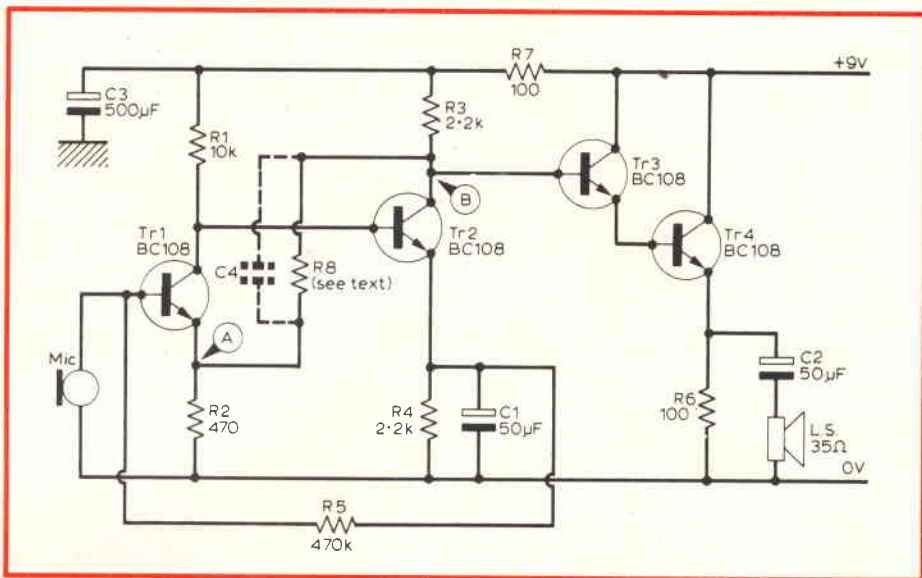 R7
100
+9V
C3
500µF
R1
10k
R3
2·2k
Tr3
BC108
B
Tr1
BC108
C4
R8
(see text)
Tr2
BC108
Tr4
BC108
A
Mic
R2
470
R4
2·2k
C1
50µF
R6
100
C2
50µF
L.S.
35Ω
0V
R5
470k